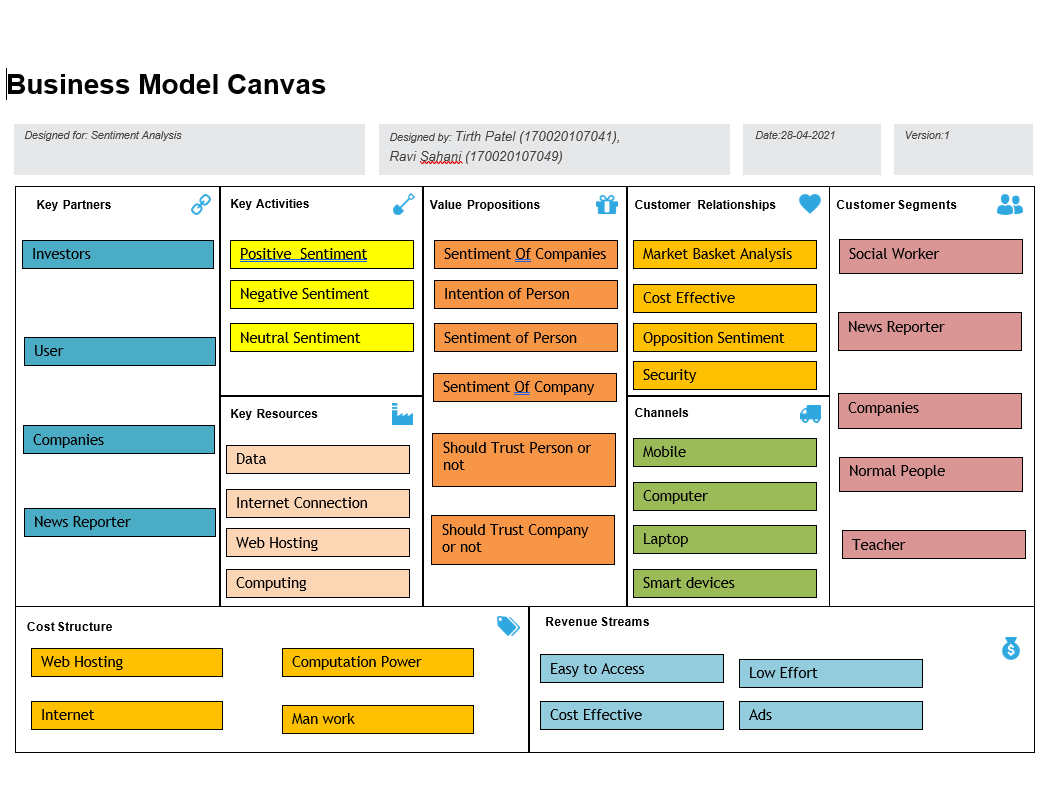 Business Model Canvas
Designed for: Sentiment Analysis
Designed by: Tirth Patel (170020107041),
Ravi Sahani (170020107049)
Date:28-04-2021
Version:1
Key Partners
Investors
User
Companies
News Reporter
Key Activities
Positive  Sentiment
Negative Sentiment
Neutral Sentiment
Key Resources
Data
Internet Connection
Web Hosting
Computing
Value Propositions
Sentiment Of Companies
Intention of Person
Sentiment of Person
Sentiment Of Company
Should Trust Person or
not
Should Trust Company
or not
Customer Relationships
Market Basket Analysis
Cost Effective
Opposition Sentiment
Security
Channels
Mobile
Computer
Laptop
Smart devices
Customer Segments
Social Worker
News Reporter
Companies
Normal People
Teacher
Cost Structure
Web Hosting
Computation Power
Internet
Man work
Revenue Streams
$
Easy to Access
Low Effort
Cost Effective
Ads